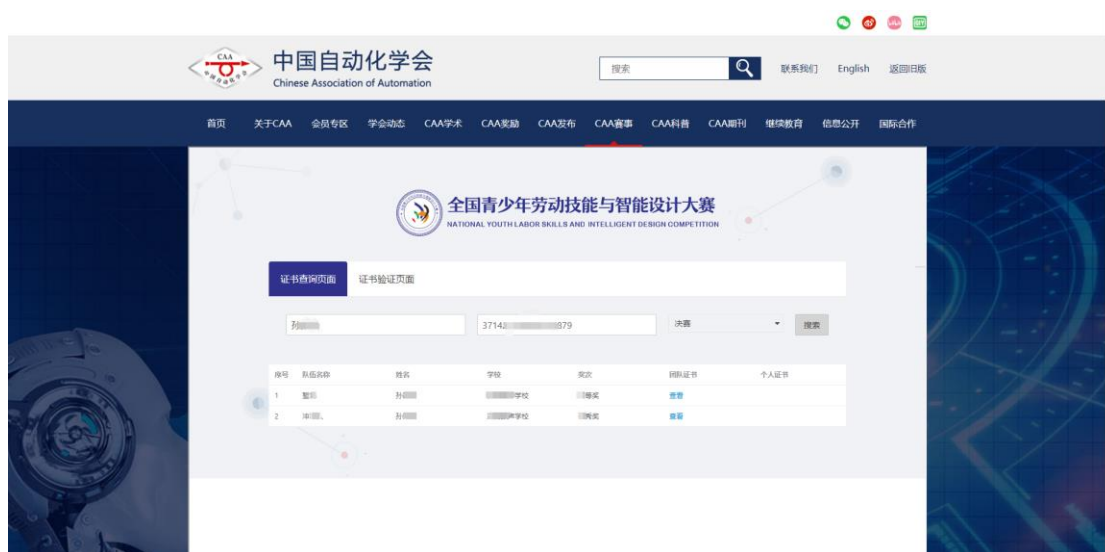 CAA
中国自动化学会
Chinese Association of Automation
搜索
联系我们 English 返回旧版
首页 关于CAA 会员专区 学会动态 CAA学术 CAA奖励 CAA发布 CAA赛事 CAA科普 CAA期刊 继续教育 信息公开 国际合作
全国青少年劳动技能与智能设计大赛
NATIONAL YOUTH LABOR SKILLS AND INTELLIGENT DESIGN COMPETITION
证书查询页面 证书验证页面
孙 3714 879 决赛 搜索
序号 队伍名称 姓名 学校 奖次 团队证书 个人证书
1 孙 学校 等奖 查看
2 孙 学校 查看